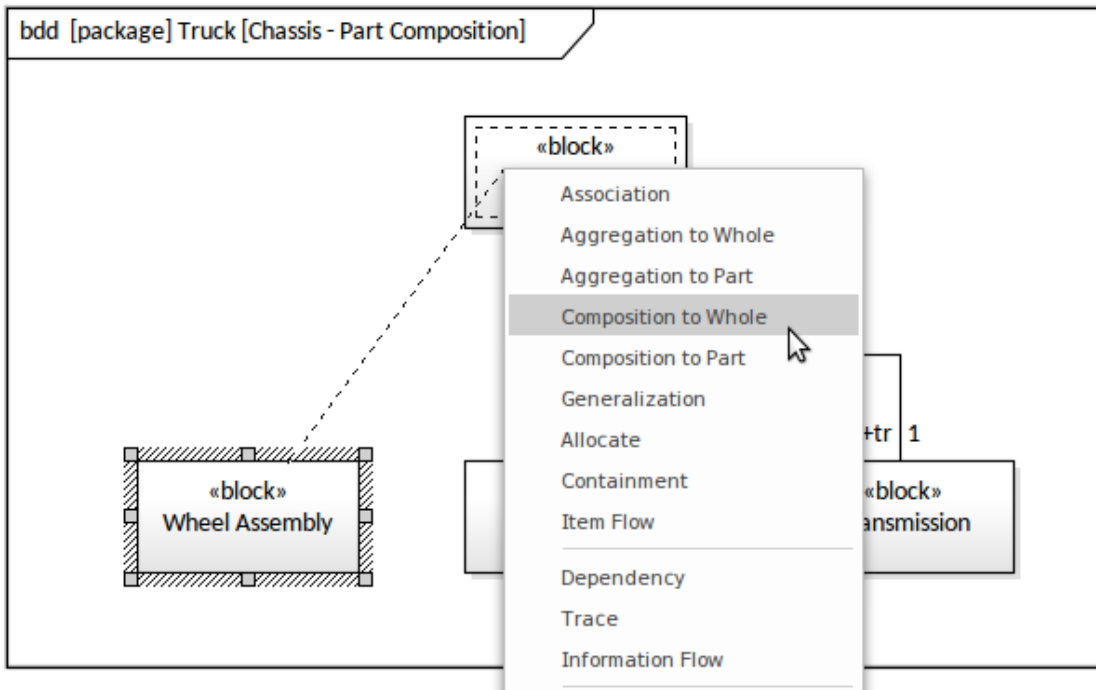 bdd [package] Truck [Chassis - Part Composition]
«block»
Association
Aggregation to Whole
Aggregation to Part
Composition to Whole
Composition to Part
Generalization
Allocate
Containment
Item Flow
Dependency
Trace
Information Flow
+tr 1
«block»
Wheel Assembly
«block»
ansmission